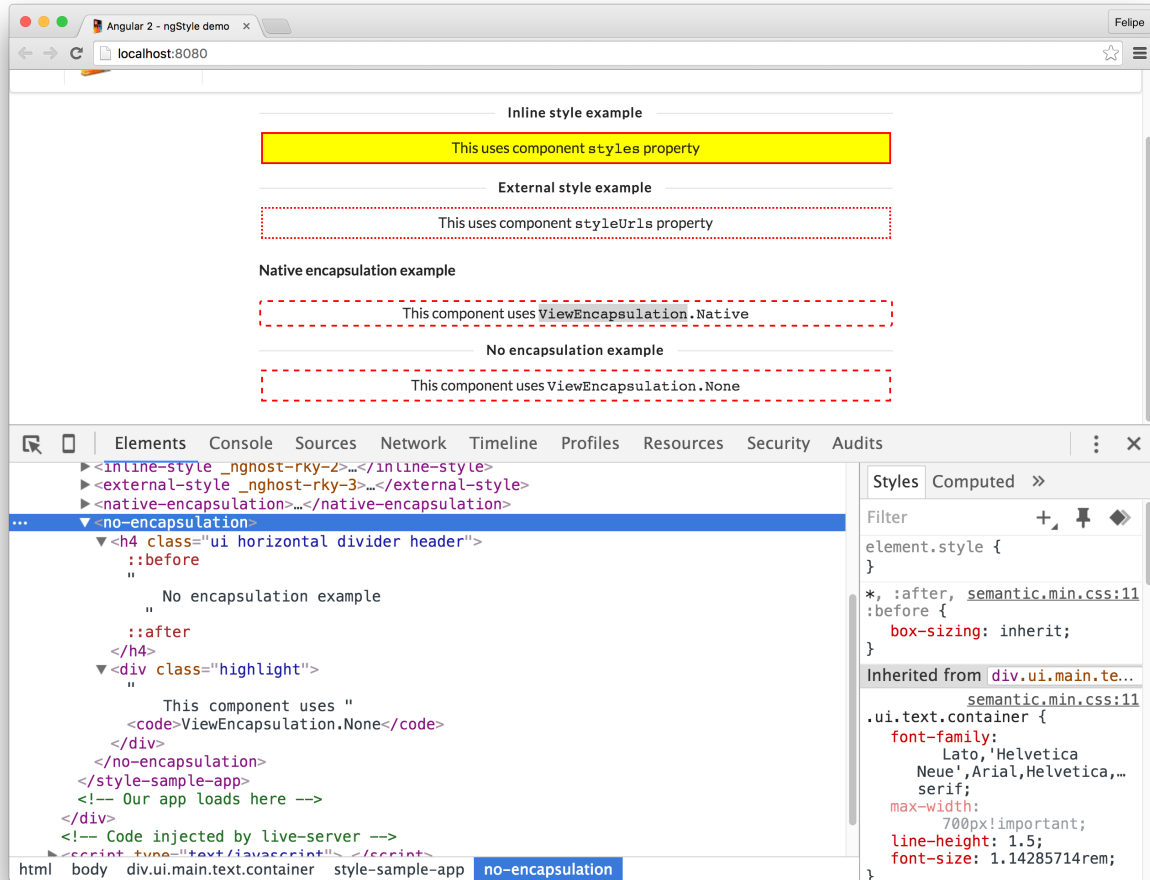 Angular 2 - ngStyle demo
Felipe
localhost:8080
Inline style example
This uses component styles property
External style example
This uses component styleUrls property
Native encapsulation example
This component uses ViewEncapsulation.Native
No encapsulation example
This component uses ViewEncapsulation.None
Elements Console Sources Network Timeline Profiles Resources Security Audits
▶<inline-style _nghost-rky-2>…</inline-style>
▶<external-style _nghost-rky-3>…</external-style>
▶<native-encapsulation>…</native-encapsulation>
… ▼<no-encapsulation>
▼<h4 class="ui horizontal divider header">
::before
"
No encapsulation example
"
::after
</h4>
▼<div class="highlight">
"
This component uses "
<code>ViewEncapsulation.None</code>
</div>
</no-encapsulation>
</style-sample-app>
<!-- Our app loads here -->
</div>
<!-- Code injected by live-server -->
▶<script type="text/javascript">…</script>
html body div.ui.main.text.container style-sample-app no-encapsulation
Styles Computed »
Filter
element.style {
}
*, :after, semantic.min.css:11
:before {
box-sizing: inherit;
}
Inherited from div.ui.main.te…
semantic.min.css:11
.ui.text.container {
font-family:
Lato,'Helvetica
Neue',Arial,Helvetica,…
serif;
max-width:
700px!important;
line-height: 1.5;
font-size: 1.14285714rem;
}